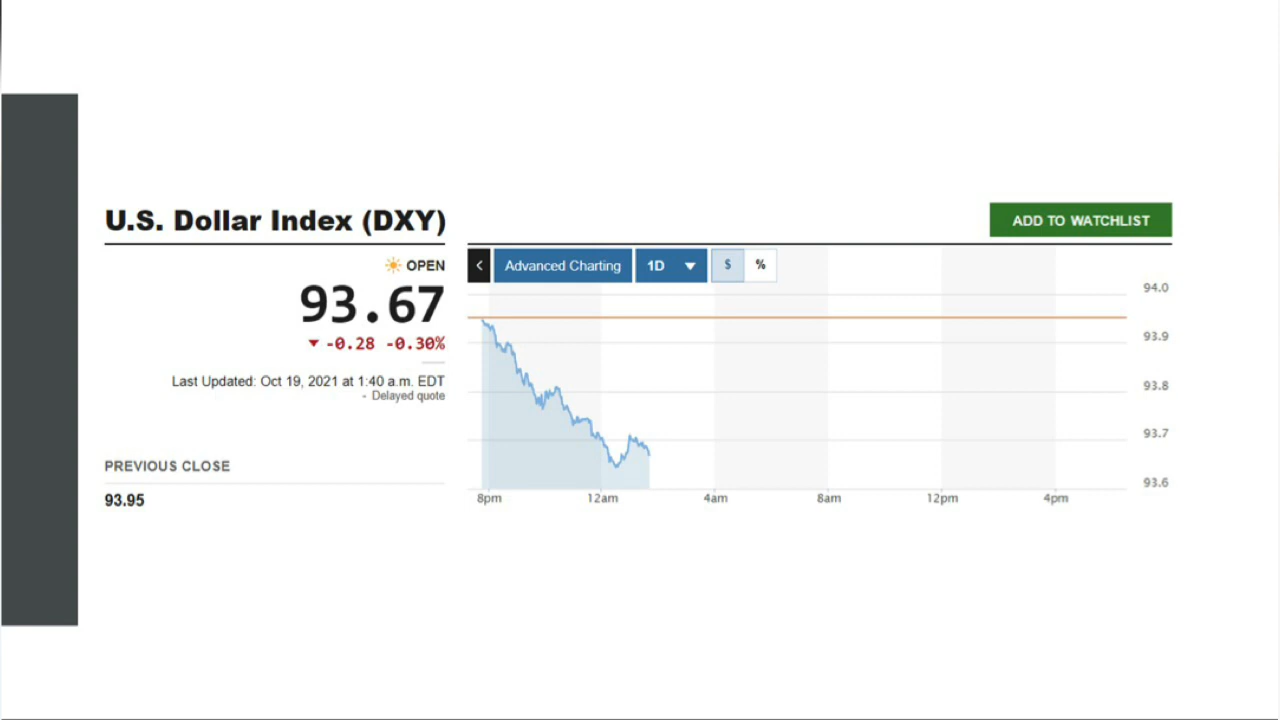 U.S. Dollar Index (DXY)
ADD TO WATCHLIST
OPEN
93.67
-0.28 -0.30%
Last Updated: Oct 19, 2021 at 1:40 a.m. EDT
- Delayed quote
PREVIOUS CLOSE
93.95
< Advanced Charting 1D $ %
94.0
93.9
93.8
93.7
93.6
8pm 12am 4am 8am 12pm 4pm